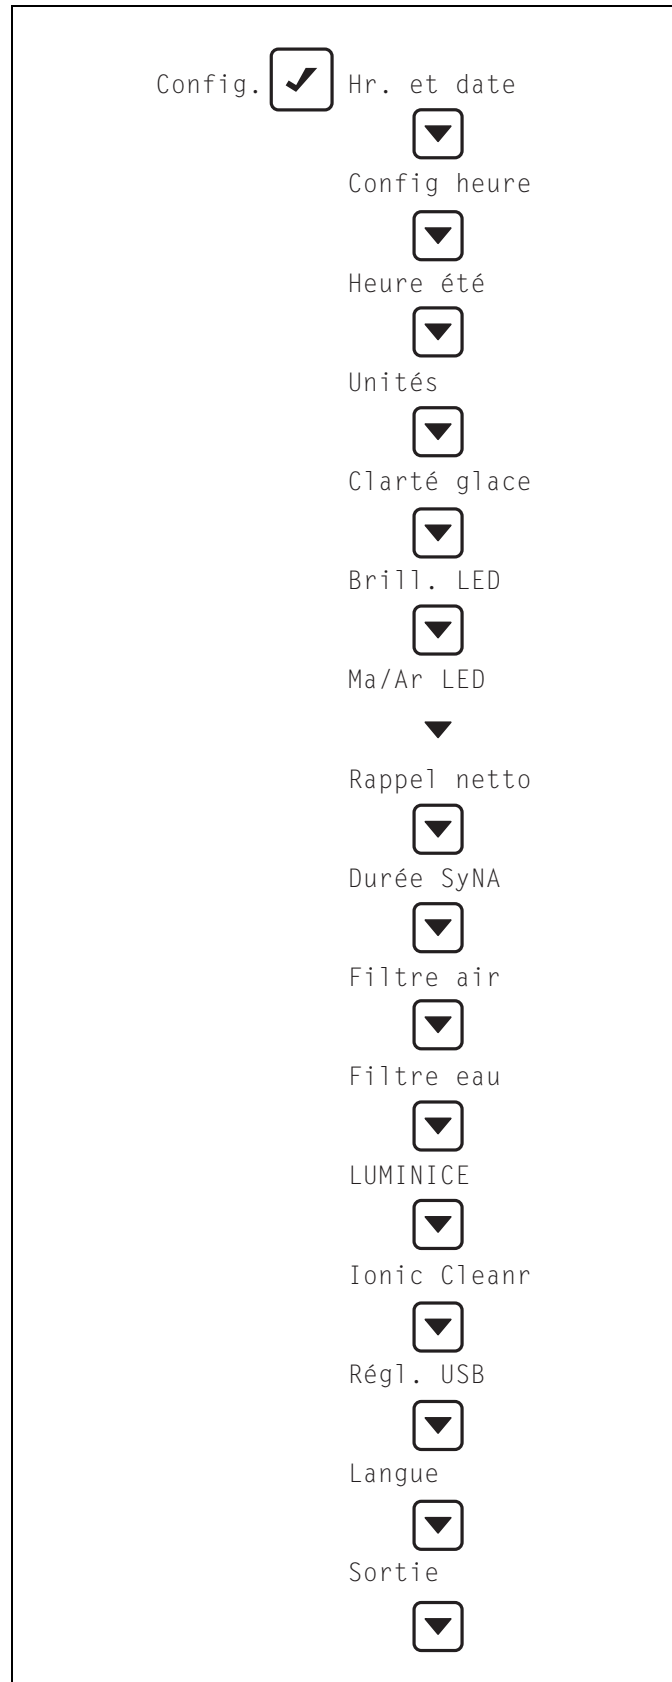 Config. Hr. et date
Config heure
Heure été
Unités
Clarté glace
Brill. LED
Ma/Ar LED
Rappel netto
Durée SyNA
Filtre air
Filtre eau
LUMINICE
Ionic Cleanr
Régl. USB
Langue
Sortie